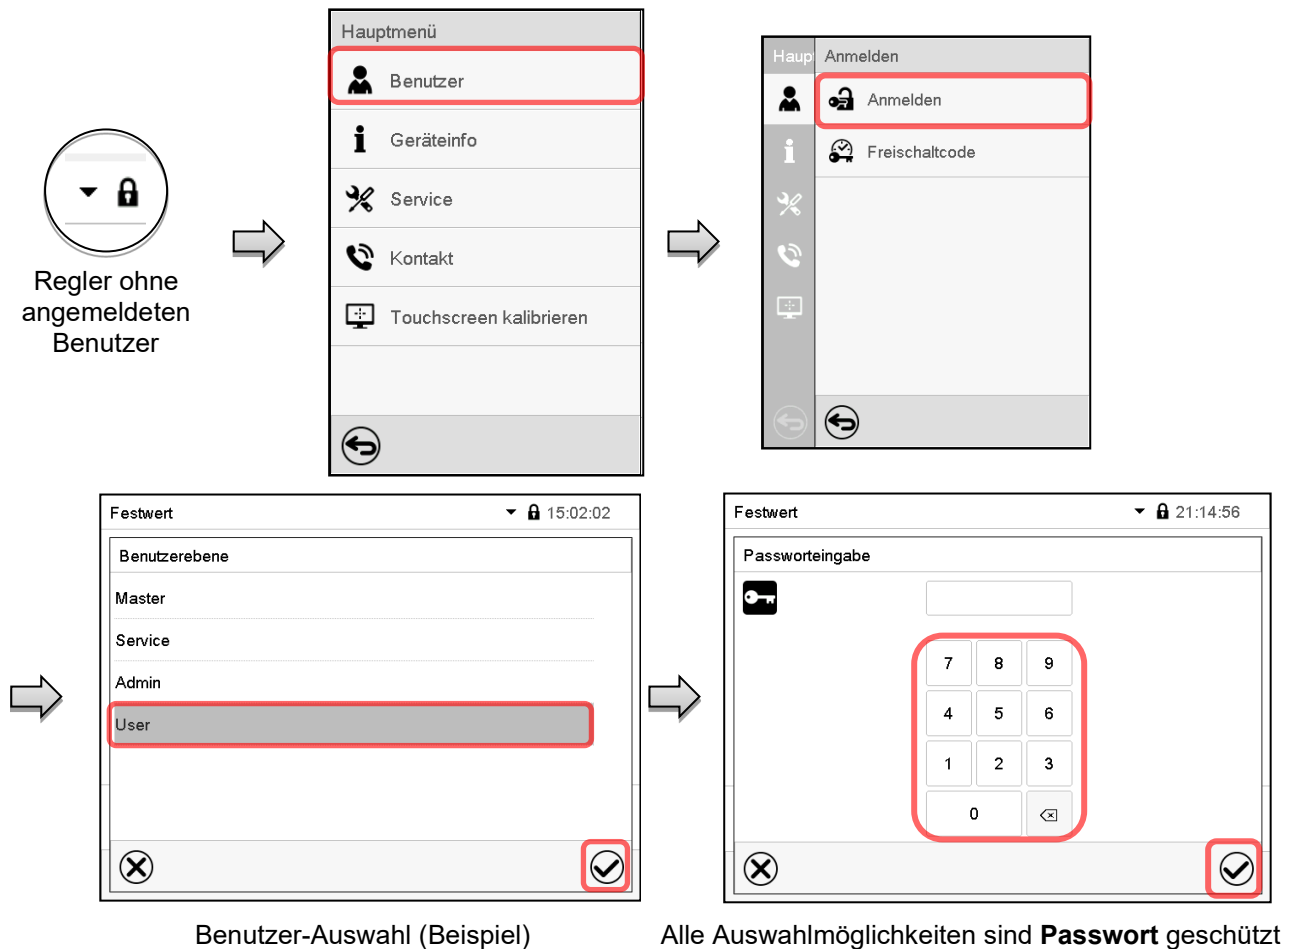 Hauptmenü
Benutzer
Geräteinfo
Service
Kontakt
Touchscreen kalibrieren
Regler ohne
angemeldeten
Benutzer
Haup
Anmelden
Anmelden
Freischaltcode
Festwert 15:02:02
Benutzerebene
Master
Service
Admin
User
Festwert 21:14:56
Passworteingabe
7 8 9
4 5 6
1 2 3
0
Benutzer-Auswahl (Beispiel)
Alle Auswahlmöglichkeiten sind Passwort geschützt